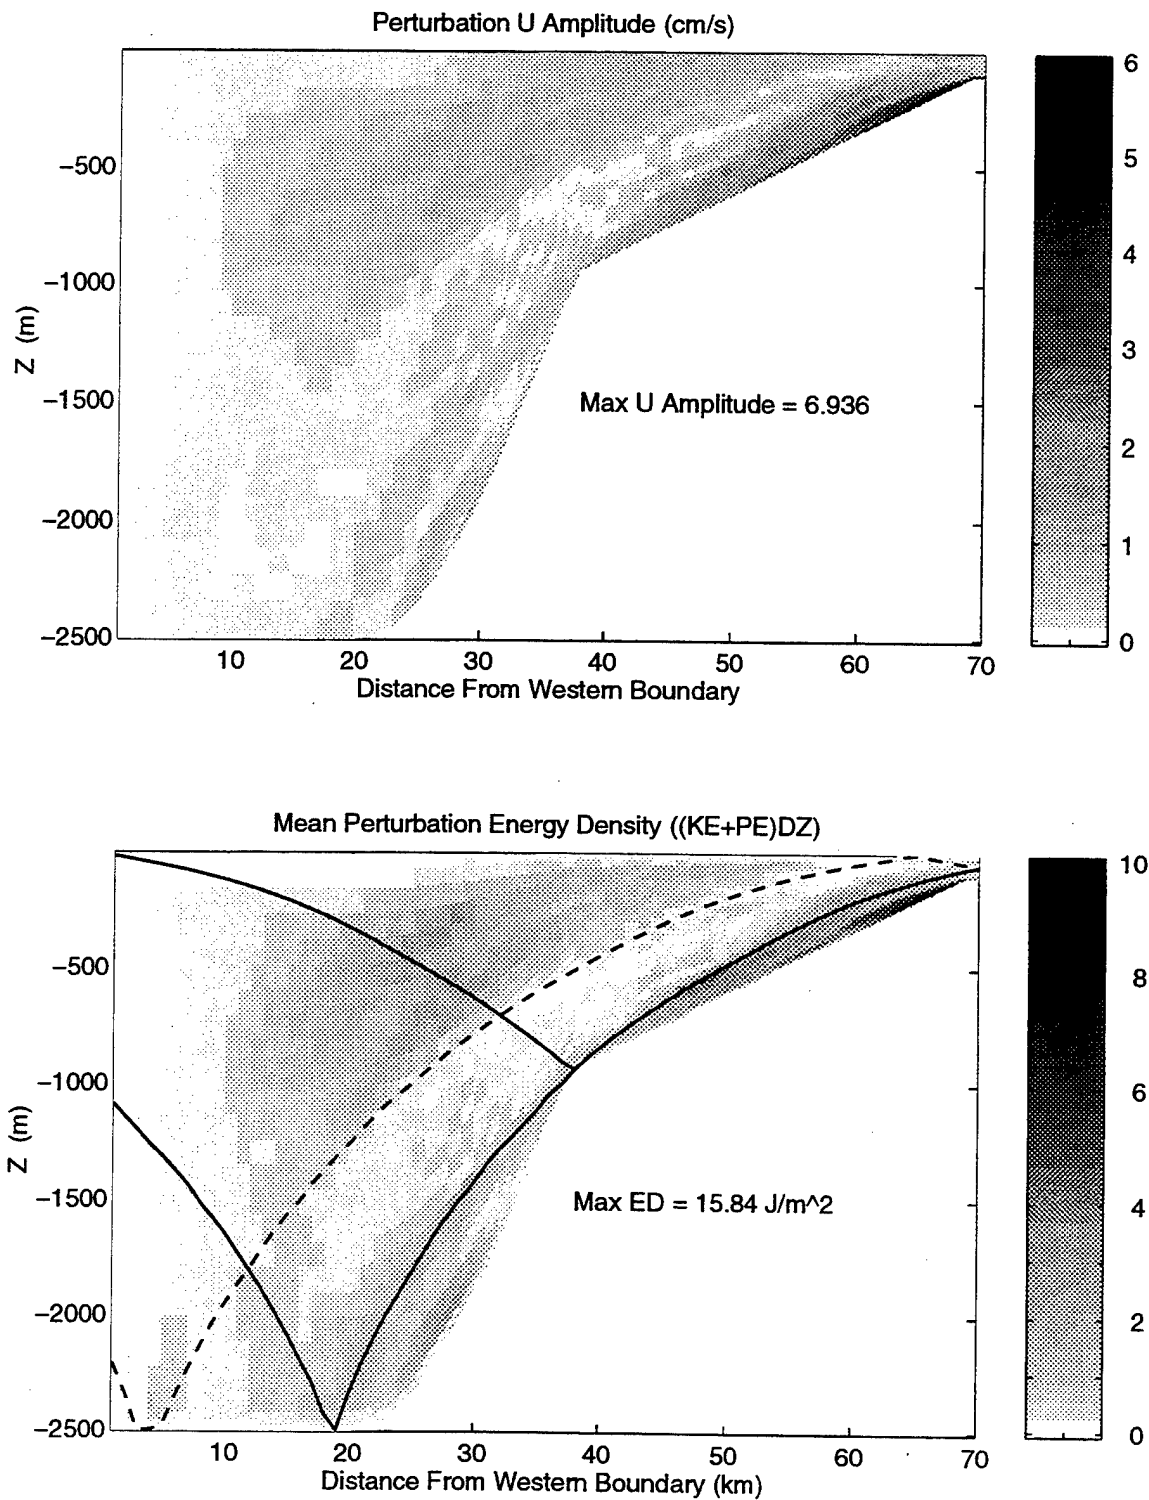 Perturbation U Amplitude (cm/s)
6
5
4
3
2
1
0
−500
−1000
−1500
−2000
−2500
Z (m)
Max U Amplitude = 6.936
10 20 30 40 50 60 70
Distance From Western Boundary
Mean Perturbation Energy Density ((KE+PE)DZ)
10
8
6
4
2
0
−500
−1000
−1500
−2000
−2500
Z (m)
Max ED = 15.84 J/m^2
10 20 30 40 50 60 70
Distance From Western Boundary (km)